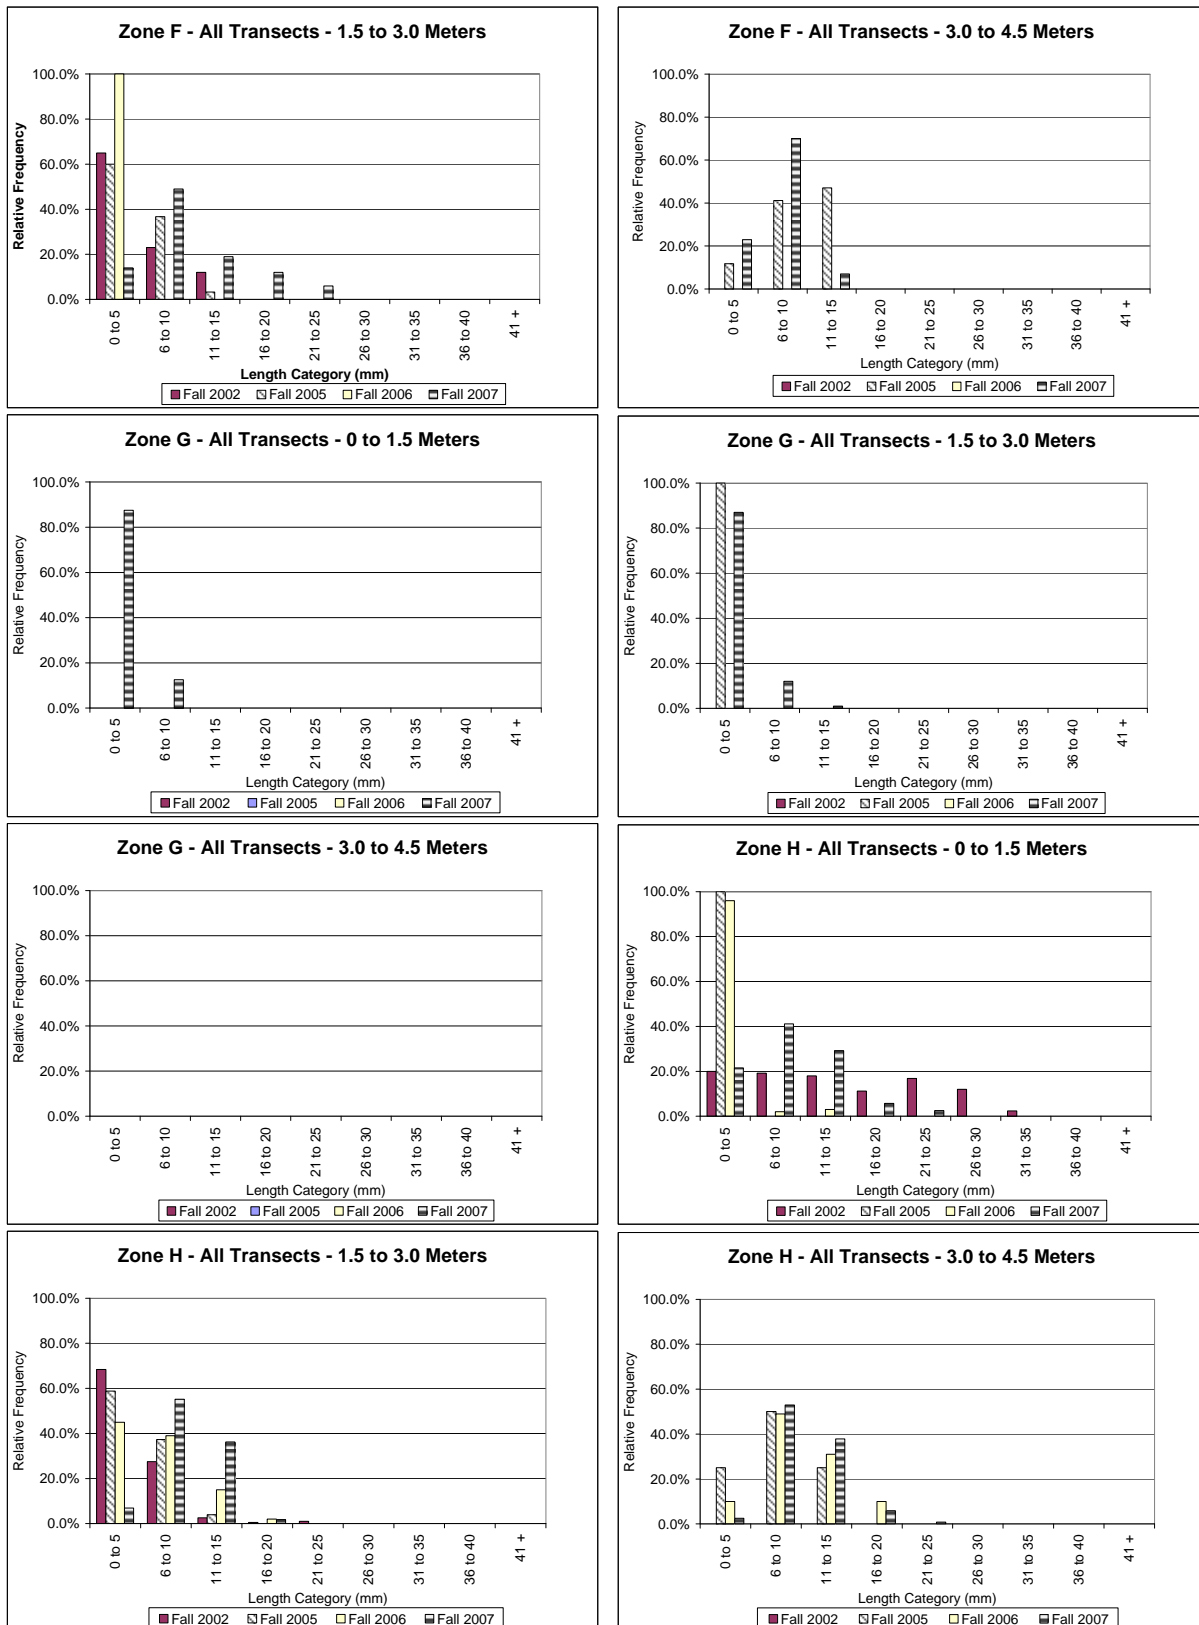 Zone F - All Transects - 1.5 to 3.0 Meters
Relative Frequency
100.0%
80.0%
60.0%
40.0%
20.0%
0.0%
0 to 5 6 to 10 11 to 15 16 to 20 21 to 25 26 to 30 31 to 35 36 to 40 41 +
Length Category (mm)
Fall 2002 Fall 2005 Fall 2006 Fall 2007
Zone F - All Transects - 3.0 to 4.5 Meters
Relative Frequency
100.0%
80.0%
60.0%
40.0%
20.0%
0.0%
0 to 5 6 to 10 11 to 15 16 to 20 21 to 25 26 to 30 31 to 35 36 to 40 41 +
Length Category (mm)
Fall 2002 Fall 2005 Fall 2006 Fall 2007
Zone G - All Transects - 0 to 1.5 Meters
Relative Frequency
100.0%
80.0%
60.0%
40.0%
20.0%
0.0%
0 to 5 6 to 10 11 to 15 16 to 20 21 to 25 26 to 30 31 to 35 36 to 40 41 +
Length Category (mm)
Fall 2002 Fall 2005 Fall 2006 Fall 2007
Zone G - All Transects - 1.5 to 3.0 Meters
Relative Frequency
100.0%
80.0%
60.0%
40.0%
20.0%
0.0%
0 to 5 6 to 10 11 to 15 16 to 20 21 to 25 26 to 30 31 to 35 36 to 40 41 +
Length Category (mm)
Fall 2002 Fall 2005 Fall 2006 Fall 2007
Zone G - All Transects - 3.0 to 4.5 Meters
Relative Frequency
100.0%
80.0%
60.0%
40.0%
20.0%
0.0%
0 to 5 6 to 10 11 to 15 16 to 20 21 to 25 26 to 30 31 to 35 36 to 40 41 +
Length Category (mm)
Fall 2002 Fall 2005 Fall 2006 Fall 2007
Zone H - All Transects - 0 to 1.5 Meters
Relative Frequency
100.0%
80.0%
60.0%
40.0%
20.0%
0.0%
0 to 5 6 to 10 11 to 15 16 to 20 21 to 25 26 to 30 31 to 35 36 to 40 41 +
Length Category (mm)
Fall 2002 Fall 2005 Fall 2006 Fall 2007
Zone H - All Transects - 1.5 to 3.0 Meters
Relative Frequency
100.0%
80.0%
60.0%
40.0%
20.0%
0.0%
0 to 5 6 to 10 11 to 15 16 to 20 21 to 25 26 to 30 31 to 35 36 to 40 41 +
Length Category (mm)
Fall 2002 Fall 2005 Fall 2006 Fall 2007
Zone H - All Transects - 3.0 to 4.5 Meters
Relative Frequency
100.0%
80.0%
60.0%
40.0%
20.0%
0.0%
0 to 5 6 to 10 11 to 15 16 to 20 21 to 25 26 to 30 31 to 35 36 to 40 41 +
Length Category (mm)
Fall 2002 Fall 2005 Fall 2006 Fall 2007